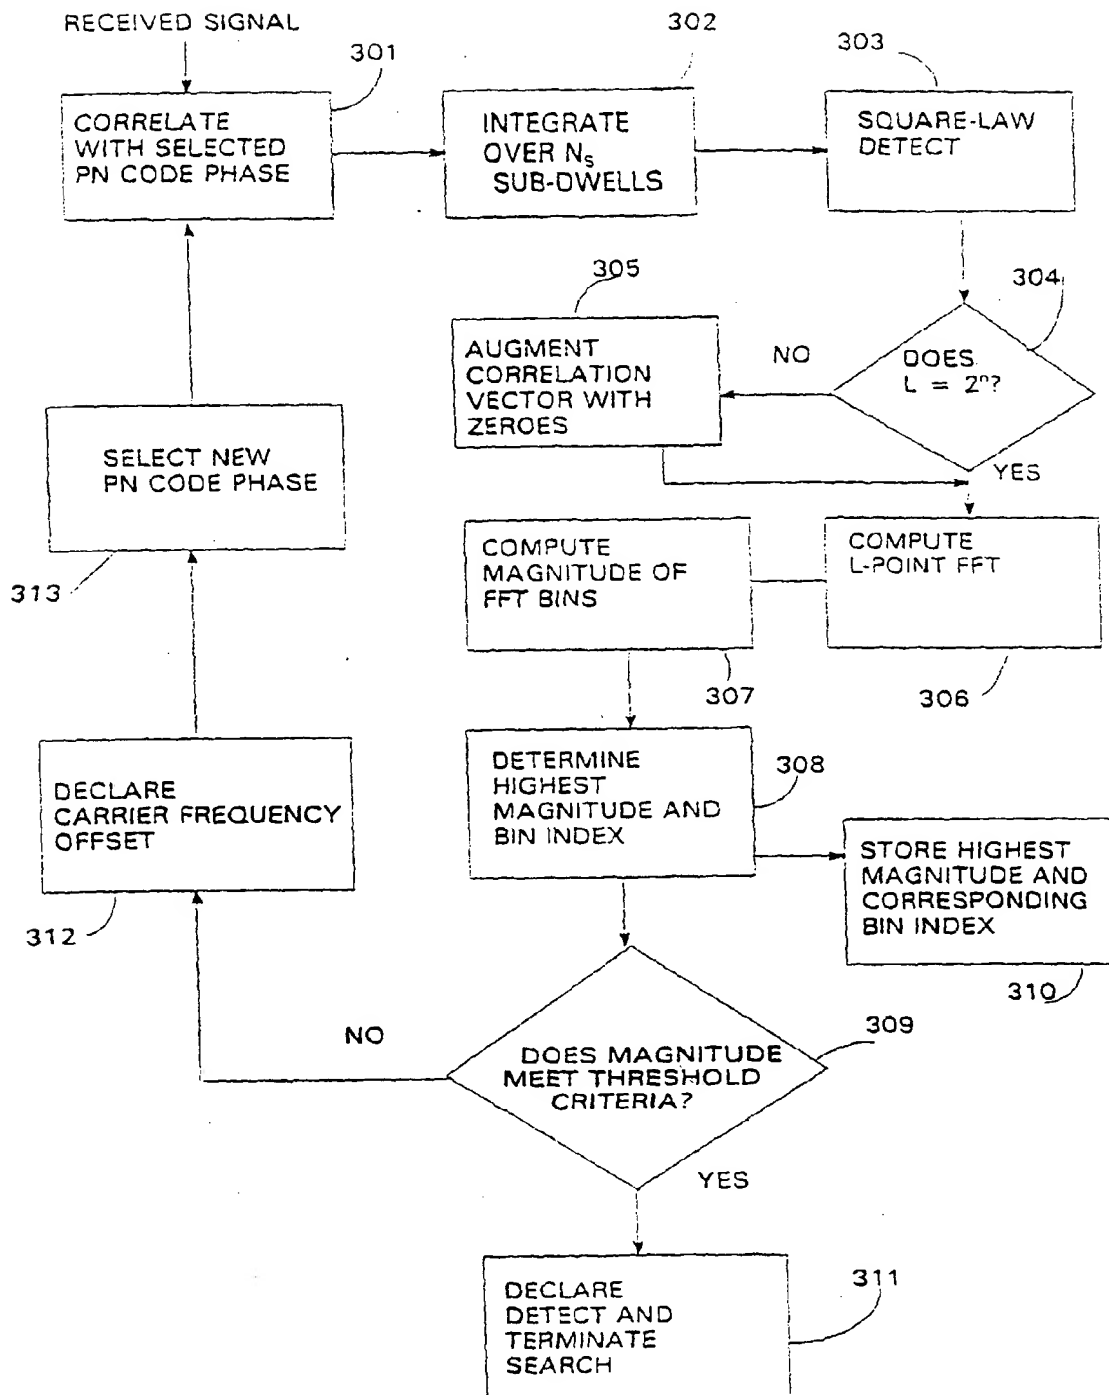 RECEIVED SIGNAL
301
302
303
CORRELATE
WITH SELECTED
PN CODE PHASE
INTEGRATE
OVER Ns
SUB-DWELLS
SQUARE-LAW
DETECT
305
304
AUGMENT
CORRELATION
VECTOR WITH
ZEROES
NO
DOES
L = 2ⁿ?
YES
SELECT NEW
PN CODE PHASE
313
COMPUTE
MAGNITUDE OF
FFT BINS
307
COMPUTE
L-POINT FFT
306
DETERMINE
HIGHEST
MAGNITUDE AND
BIN INDEX
308
DECLARE
CARRIER FREQUENCY
OFFSET
312
STORE HIGHEST
MAGNITUDE AND
CORRESPONDING
BIN INDEX
310
NO
DOES MAGNITUDE
MEET THRESHOLD
CRITERIA?
309
YES
DECLARE
DETECT AND
TERMINATE
SEARCH
311